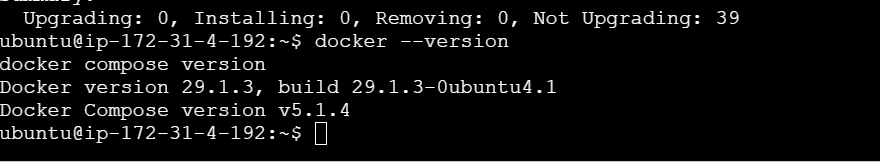 Upgrading: 0, Installing: 0, Removing: 0, Not Upgrading: 39
ubuntu@ip-172-31-4-192:~$ docker --version
docker compose version
Docker version 29.1.3, build 29.1.3-0ubuntu4.1
Docker Compose version v5.1.4
ubuntu@ip-172-31-4-192:~$